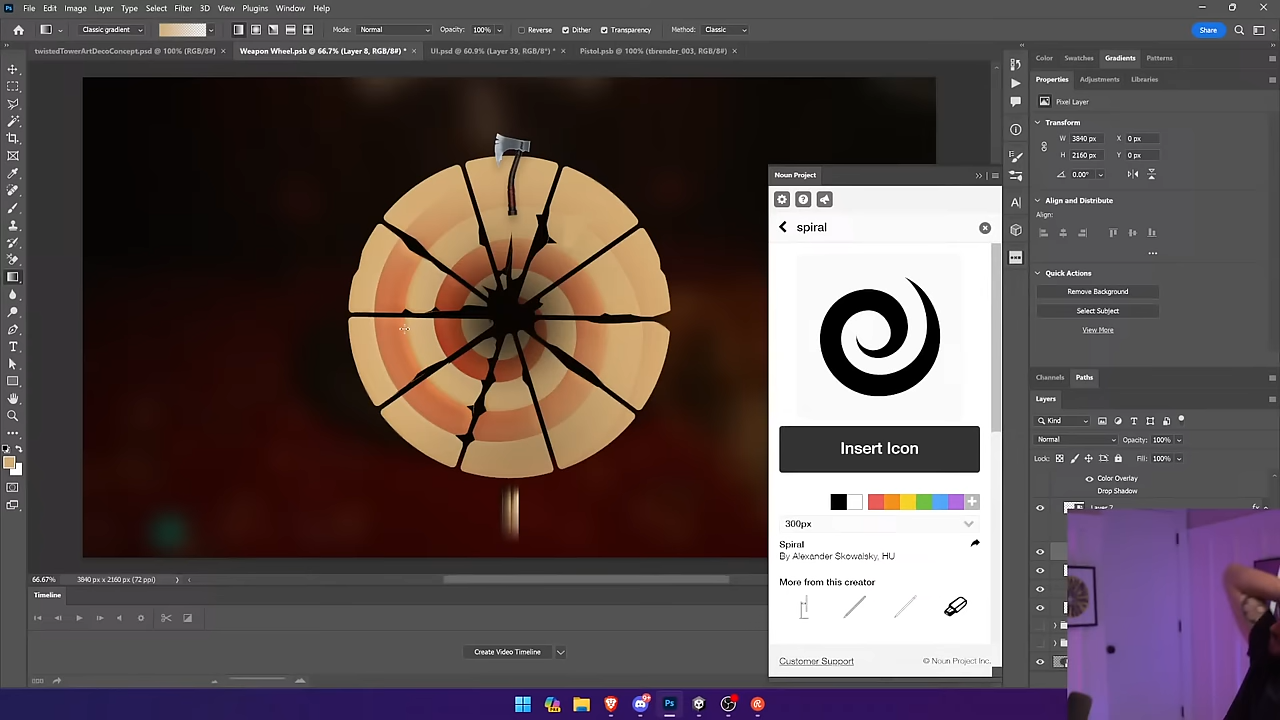 Ps File Edit Image Layer Type Select Filter 3D View Plugins Window Help
Classic gradient Mode: Normal Opacity: 100% Reverse Dither Transparency Method: Classic Share
twistedTowerArtDecoConcept.psd @ 100% (RGB/8#) × Weapon Wheel.psb @ 66.7% (Layer 8, RGB/8#) * × UI.psd @ 60.9% (Layer 39, RGB/8*) * × Pistol.psb @ 100% (tbrender_003, RGB/8#) ×
Color Swatches Gradients Patterns
Properties Adjustments Libraries
Pixel Layer
Transform
W 3840 px X 0 px
H 2160 px Y 0 px
0.00°
Align and Distribute
Align:
Quick Actions
Remove Background
Select Subject
View More
Channels Paths
Layers
Kind
Normal Opacity: 100%
Lock: Fill: 100%
Color Overlay
Drop Shadow
Layer 7 fx
Noun Project
spiral
Insert Icon
300px
Spiral
By Alexander Skowalsky, HU
More from this creator
Customer Support © Noun Project Inc.
66.67% 3840 px x 2160 px (72 ppi)
Timeline
Create Video Timeline
Ps